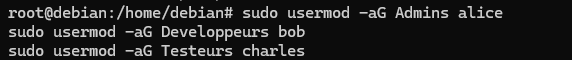 root@debian:/home/debian# sudo usermod -aG Admins alice
sudo usermod -aG Developpeurs bob
sudo usermod -aG Testeurs charles